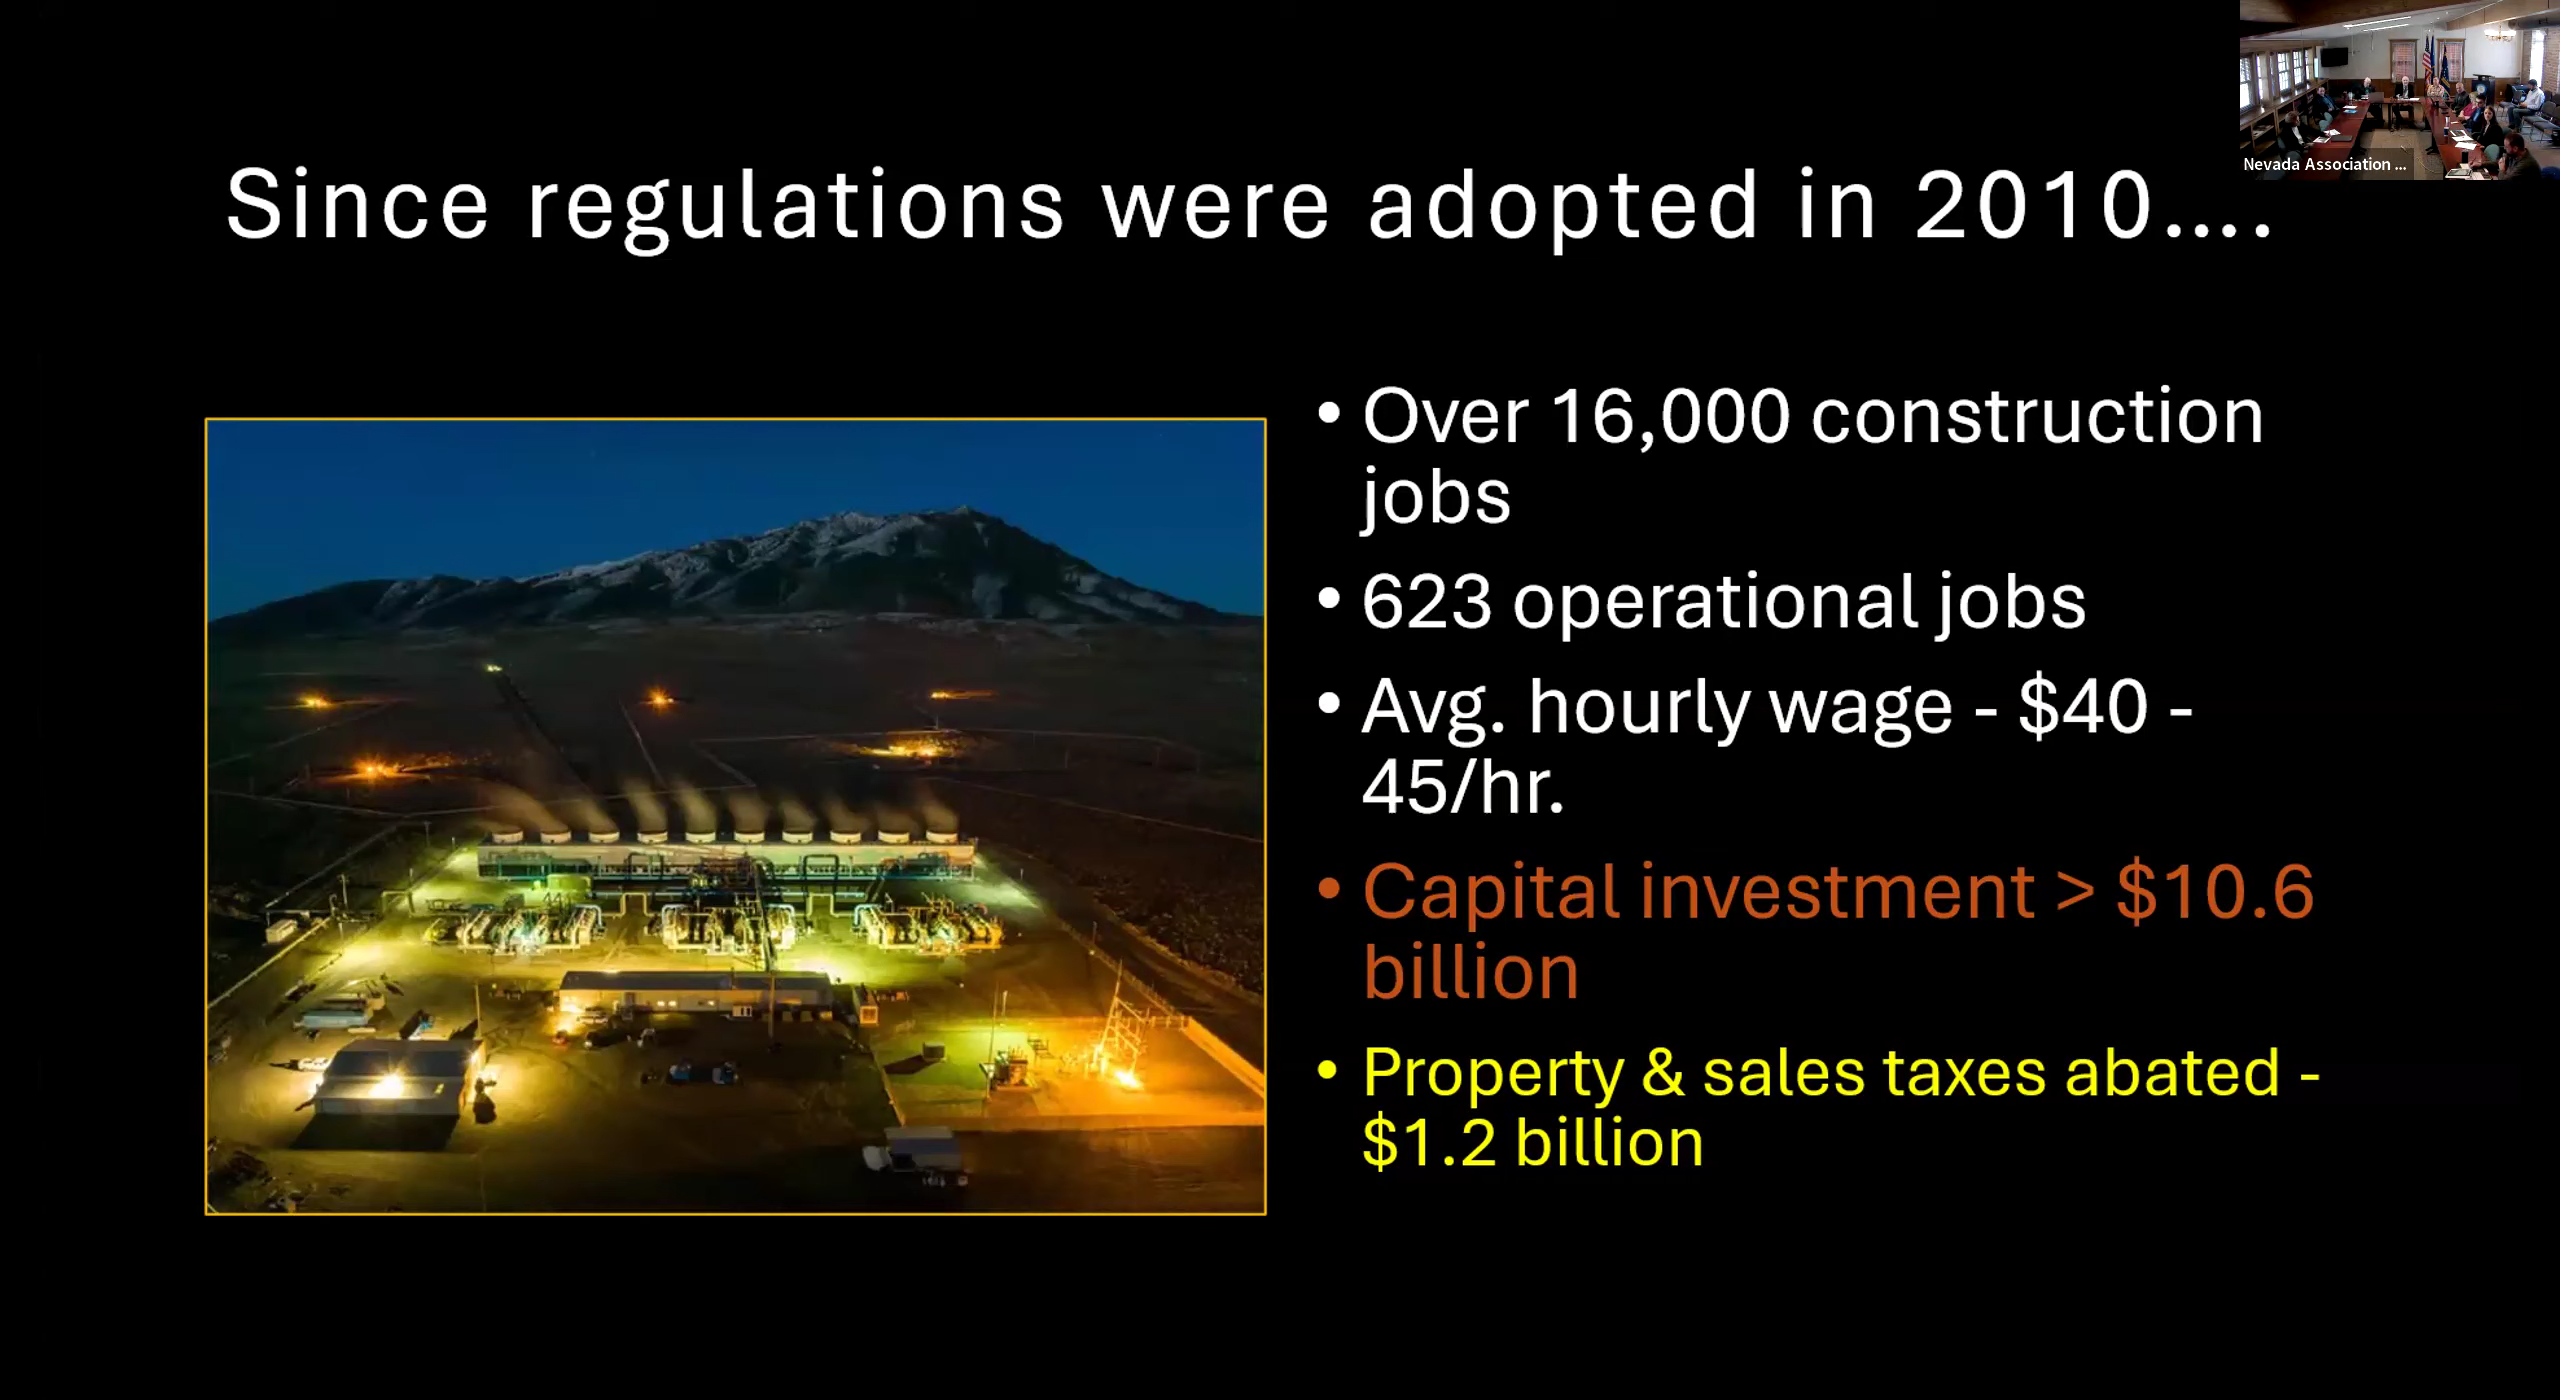 Nevada Association ...
Since regulations were adopted in 2010....
• Over 16,000 construction
jobs
• 623 operational jobs
• Avg. hourly wage - $40 -
45/hr.
• Capital investment > $10.6
billion
• Property & sales taxes abated -
$1.2 billion